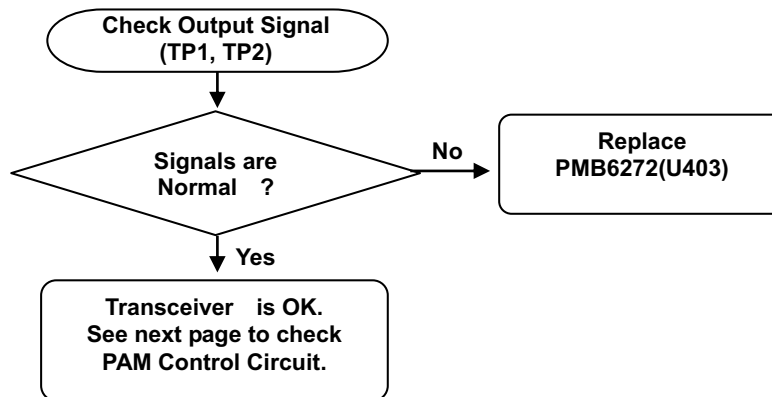 Check Output Signal
(TP1, TP2)
Signals are
Normal ?
No
Replace
PMB6272(U403)
Yes
Transceiver is OK.
See next page to check
PAM Control Circuit.